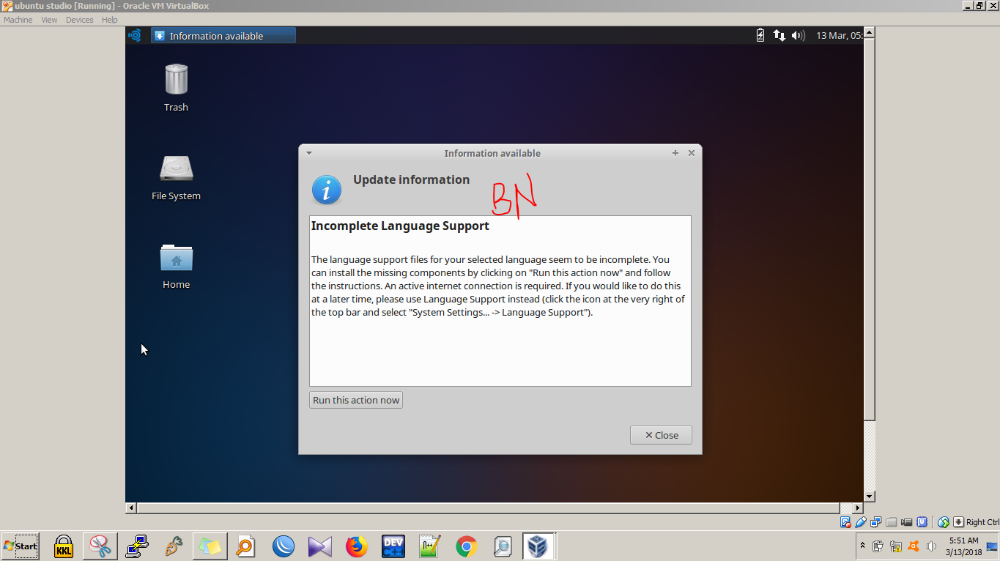 ubuntu studio [Running] - Oracle VM VirtualBox
Machine View Devices Help
Information available
13 Mar, 05:
Trash
File System
Home
Information available
Update information
BN
Incomplete Language Support
The language support files for your selected language seem to be incomplete. You
can install the missing components by clicking on "Run this action now" and follow
the instructions. An active internet connection is required. If you would like to do this
at a later time, please use Language Support instead (click the icon at the very right of
the top bar and select "System Settings... -> Language Support").
Run this action now
Close
Right Ctrl
Start
KKL
DEV
C++
5:51 AM
3/13/2018